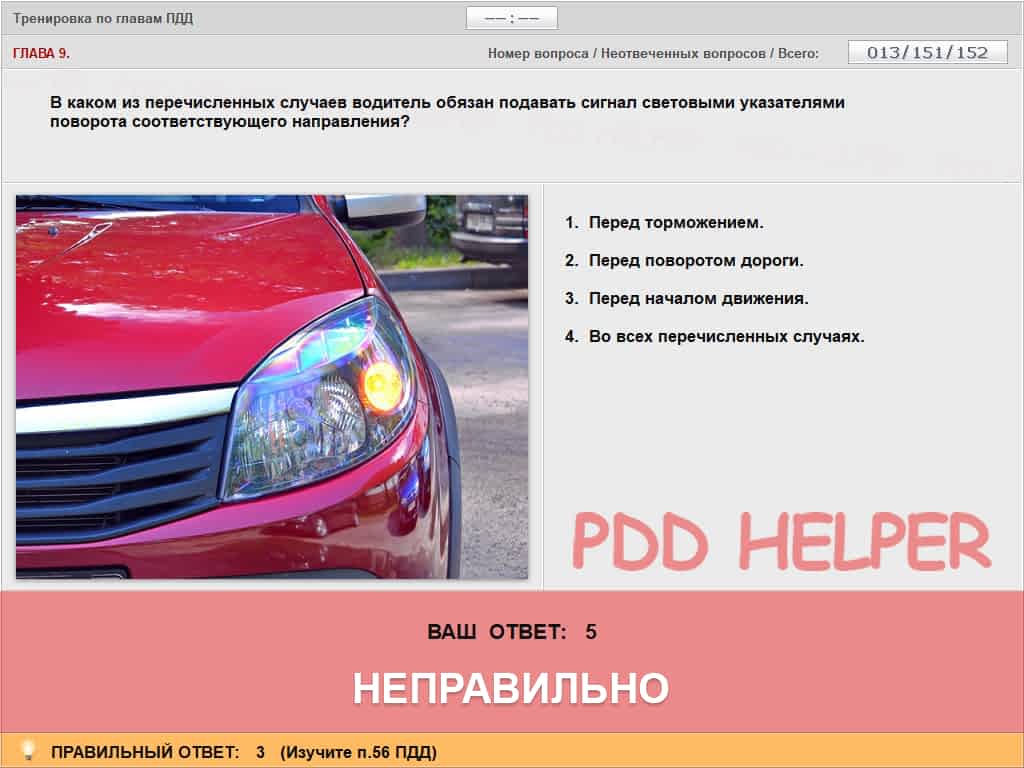 Тренировка по главам ПДД
—— : ——
ГЛАВА 9.
Номер вопроса / Неотвеченных вопросов / Всего: 013/151/152
В каком из перечисленных случаев водитель обязан подавать сигнал световыми указателями
поворота соответствующего направления?
1. Перед торможением.
2. Перед поворотом дороги.
3. Перед началом движения.
4. Во всех перечисленных случаях.
PDD HELPER
ВАШ ОТВЕТ: 5
НЕПРАВИЛЬНО
ПРАВИЛЬНЫЙ ОТВЕТ: 3 (Изучите п.56 ПДД)